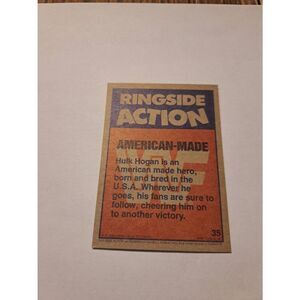 RINGSIDE
ACTION
AMERICAN-MADE
Hulk Hogan is an
American made hero,
born and bred in the
U.S.A. Wherever he
goes, his fans are sure to
follow, cheering him on
to another victory.
35